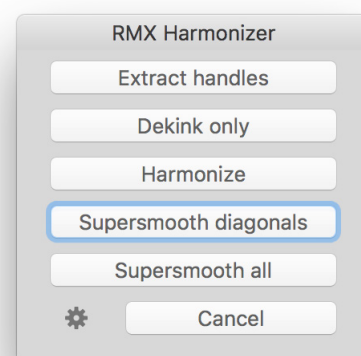 RMX Harmonizer
Extract handles
Dekink only
Harmonize
Supersmooth diagonals
Supersmooth all
Cancel